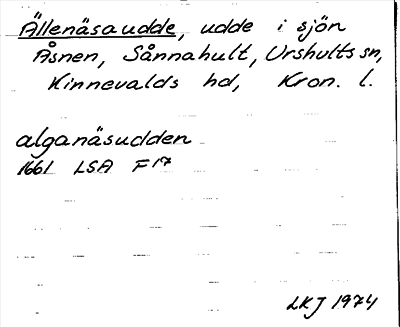 Ällenäsaudde, udde i sjön
Åsnen, Sånnahult, Urshults sn,
Kinnevalds hd, Kron. l.
alganäsudden
1661 LSA F17
LKJ 1974